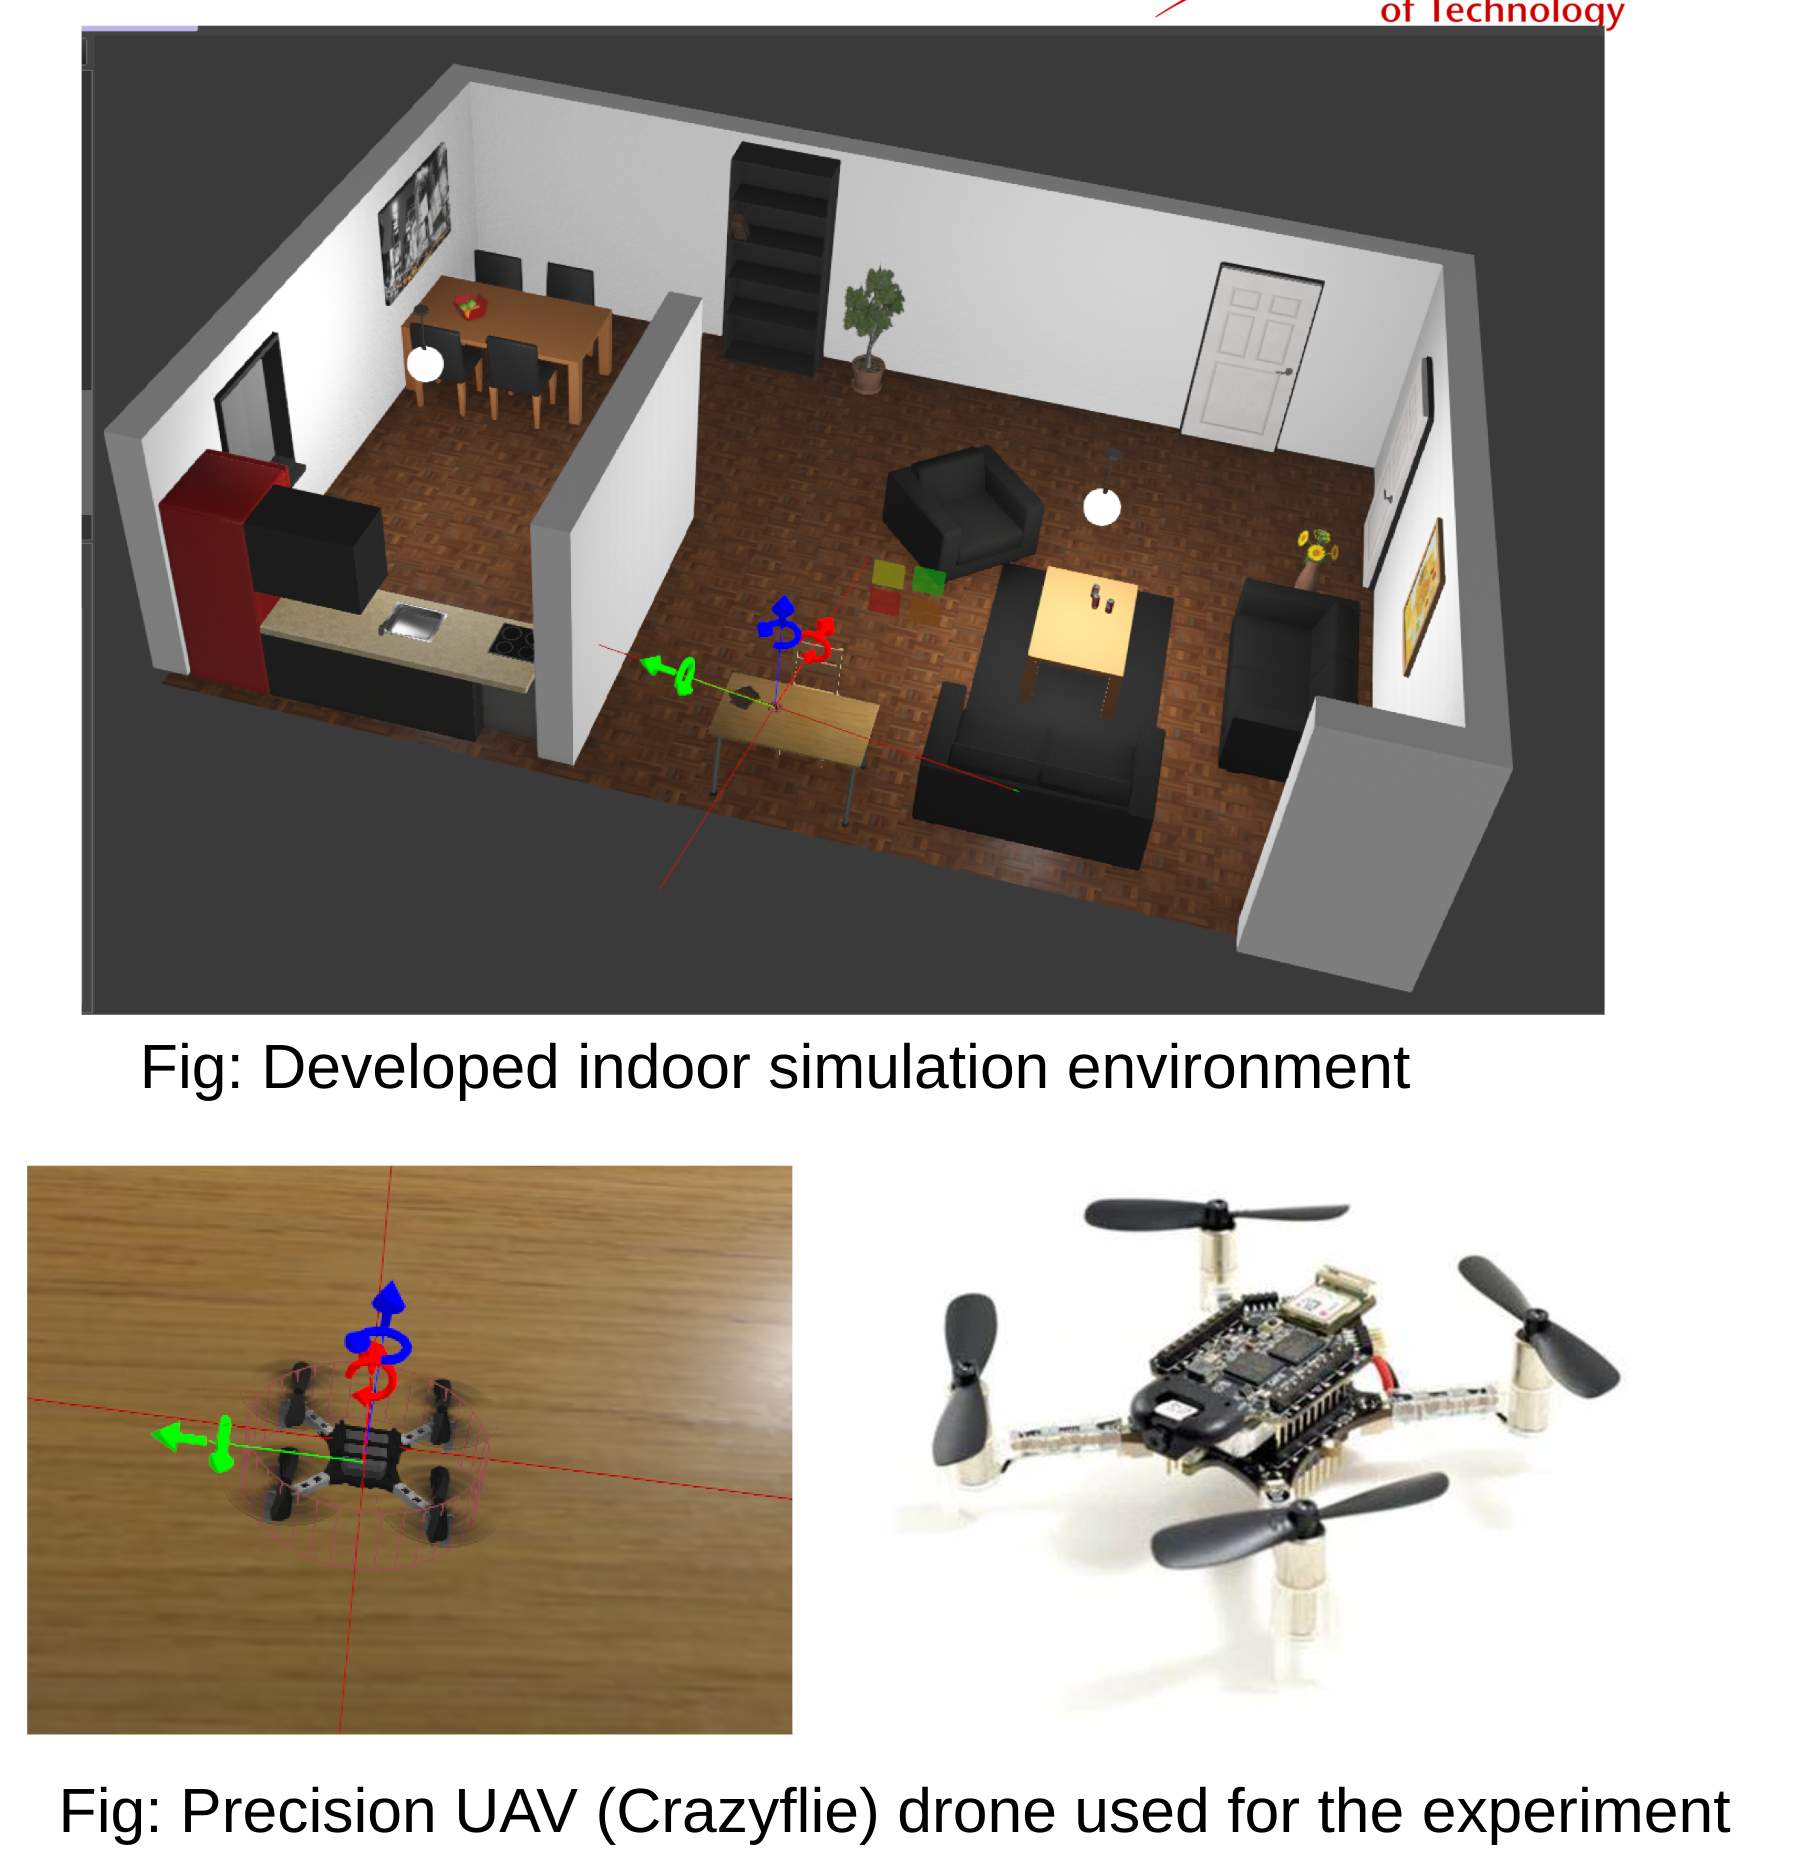 of Technology
Fig: Developed indoor simulation environment
Fig: Precision UAV (Crazyflie) drone used for the experiment